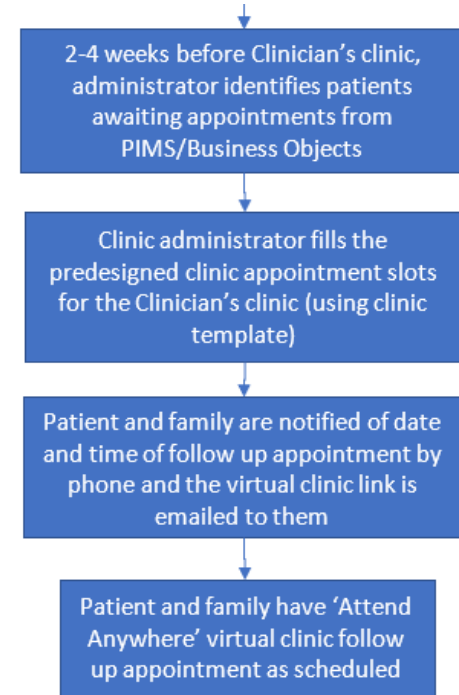 2-4 weeks before Clinician’s clinic,
administrator identifies patients
awaiting appointments from
PIMS/Business Objects
Clinic administrator fills the
predesigned clinic appointment slots
for the Clinician’s clinic (using clinic
template)
Patient and family are notified of date
and time of follow up appointment by
phone and the virtual clinic link is
emailed to them
Patient and family have ‘Attend
Anywhere’ virtual clinic follow
up appointment as scheduled